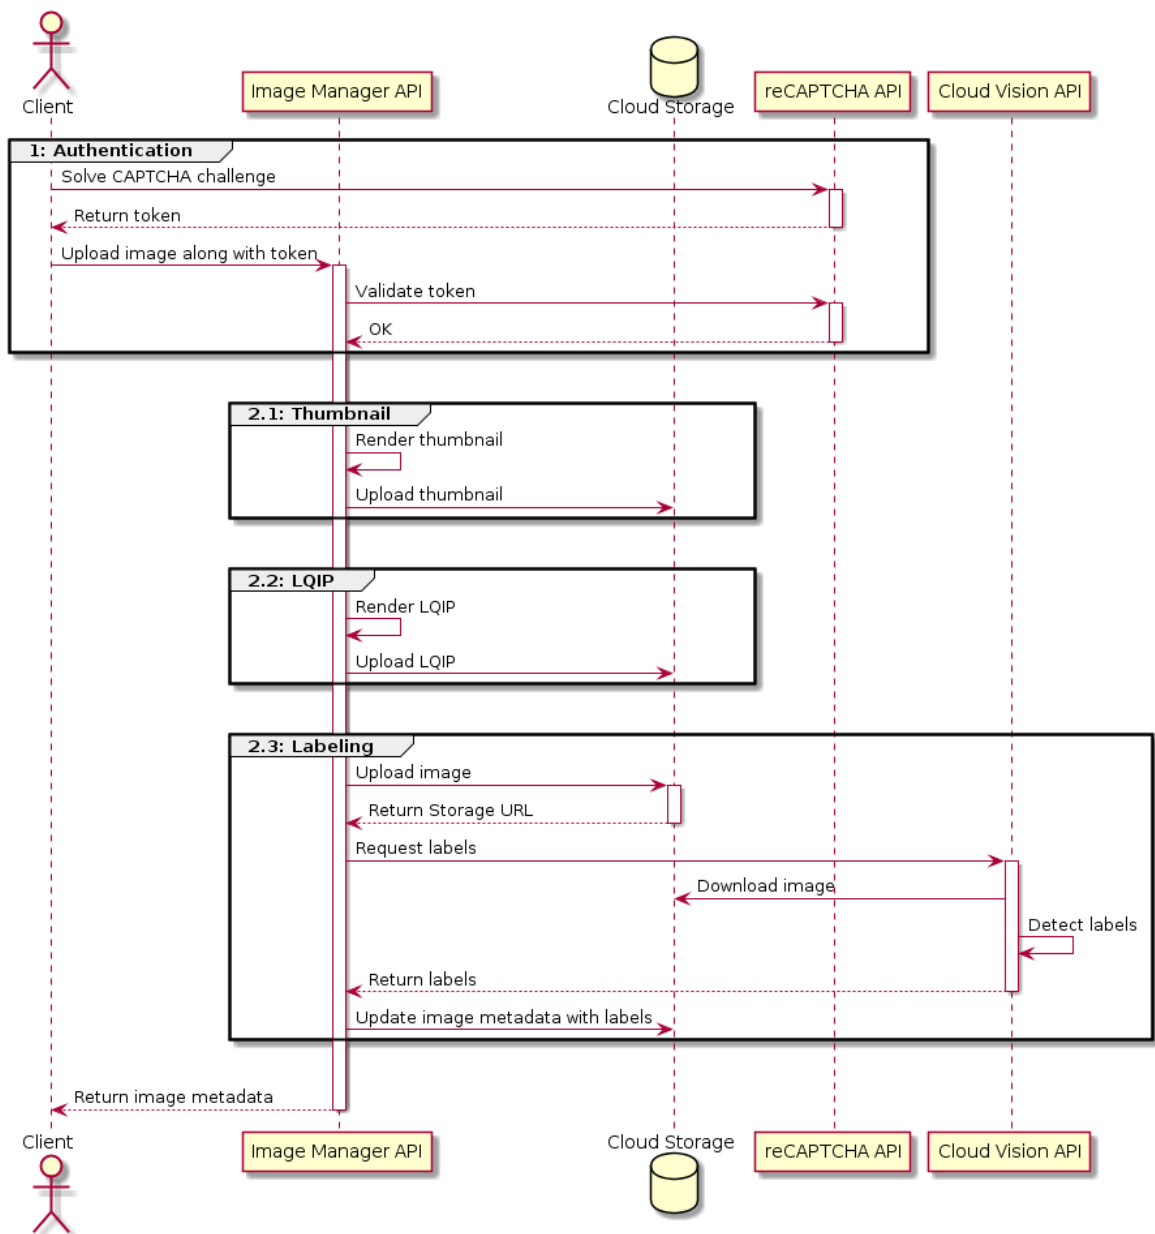 Client
Image Manager API
Cloud Storage
reCAPTCHA API
Cloud Vision API
1: Authentication
Solve CAPTCHA challenge
Return token
Upload image along with token
Validate token
OK
2.1: Thumbnail
Render thumbnail
Upload thumbnail
2.2: LQIP
Render LQIP
Upload LQIP
2.3: Labeling
Upload image
Return Storage URL
Request labels
Download image
Detect labels
Return labels
Update image metadata with labels
Return image metadata
Client
Image Manager API
Cloud Storage
reCAPTCHA API
Cloud Vision API